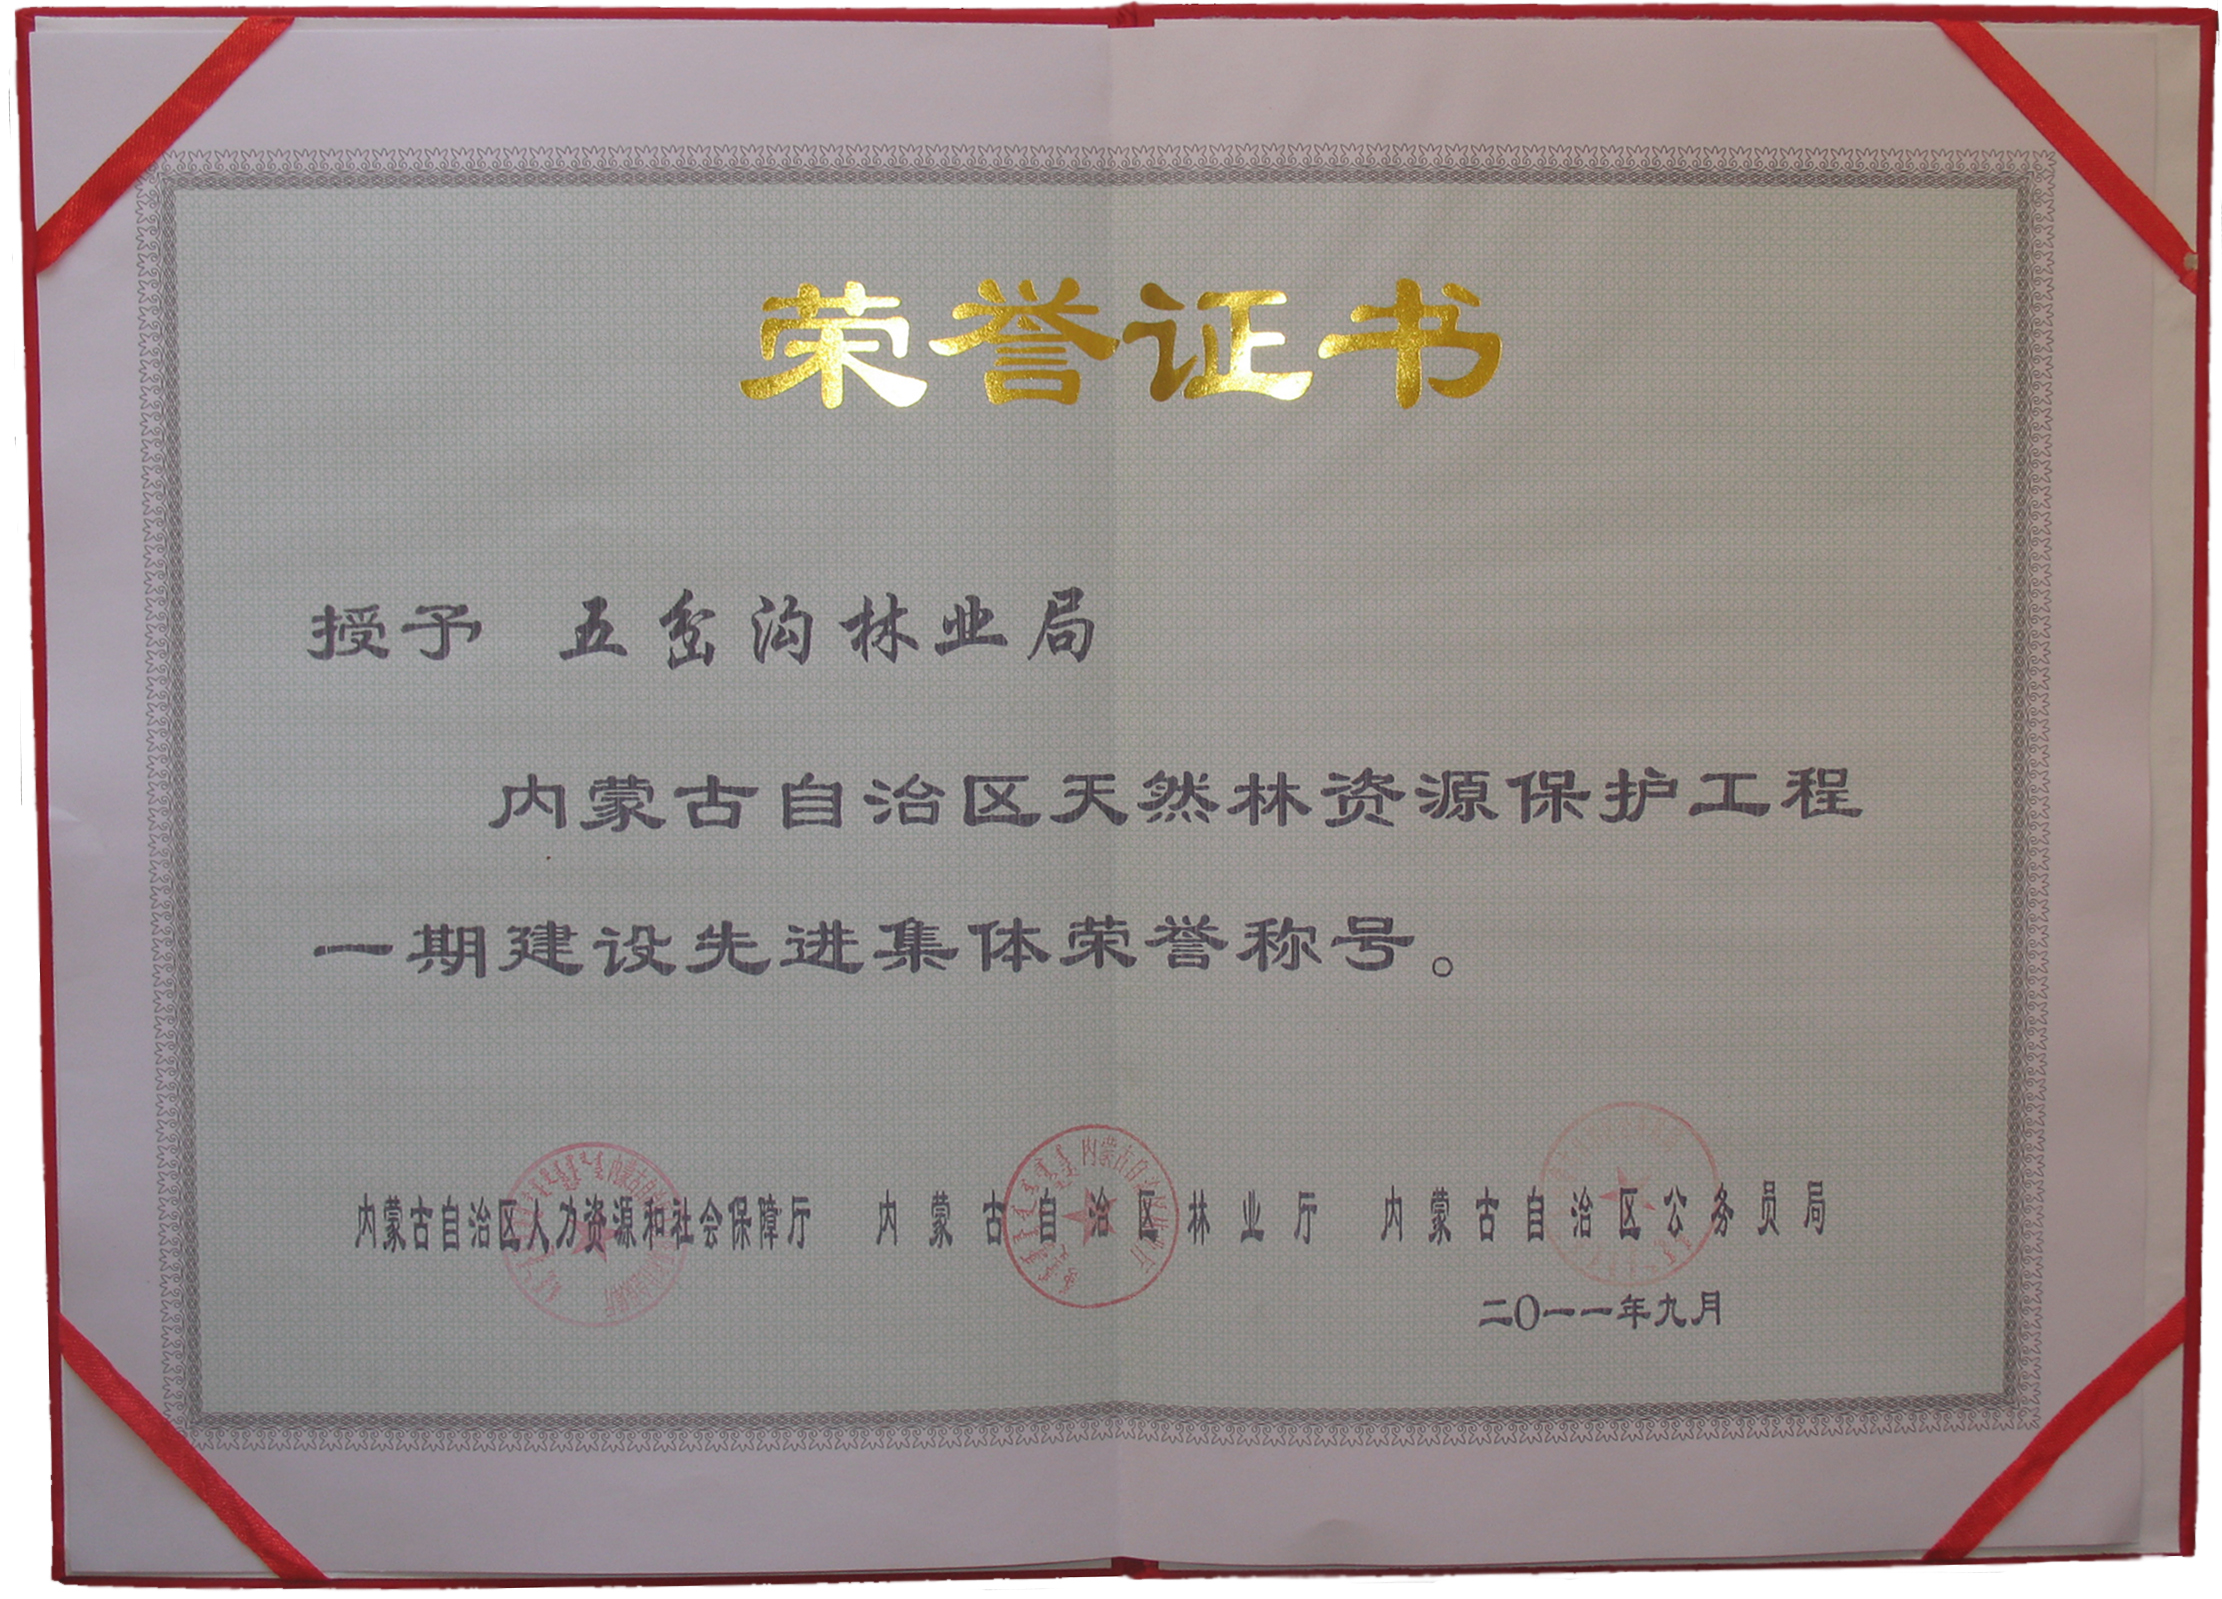 荣誉证书
授予 五岔沟林业局
内蒙古自治区天然林资源保护工程
一期建设先进集体荣誉称号。
内蒙古自治区人力资源和社会保障厅 内蒙古自治区林业厅 内蒙古自治区公务员局
二〇一一年九月